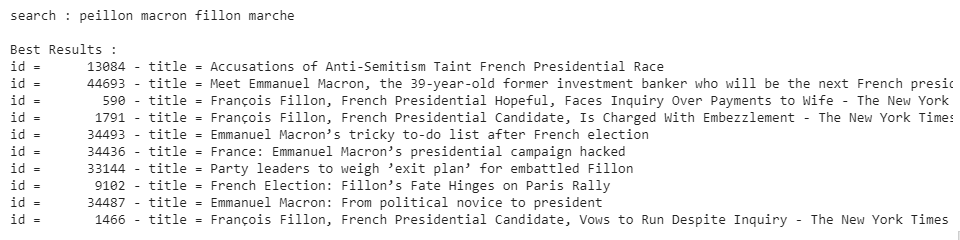 search : peillon macron fillon marche
Best Results :
id =      13084 - title = Accusations of Anti-Semitism Taint French Presidential Race
id =      44693 - title = Meet Emmanuel Macron, the 39-year-old former investment banker who will be the next French presid
id =        590 - title = François Fillon, French Presidential Hopeful, Faces Inquiry Over Payments to Wife - The New York
id =       1791 - title = François Fillon, French Presidential Candidate, Is Charged With Embezzlement - The New York Times
id =      34493 - title = Emmanuel Macron’s tricky to-do list after French election
id =      34436 - title = France: Emmanuel Macron’s presidential campaign hacked
id =      33144 - title = Party leaders to weigh ’exit plan’ for embattled Fillon
id =       9102 - title = French Election: Fillon’s Fate Hinges on Paris Rally
id =      34487 - title = Emmanuel Macron: From political novice to president
id =       1466 - title = François Fillon, French Presidential Candidate, Vows to Run Despite Inquiry - The New York Times